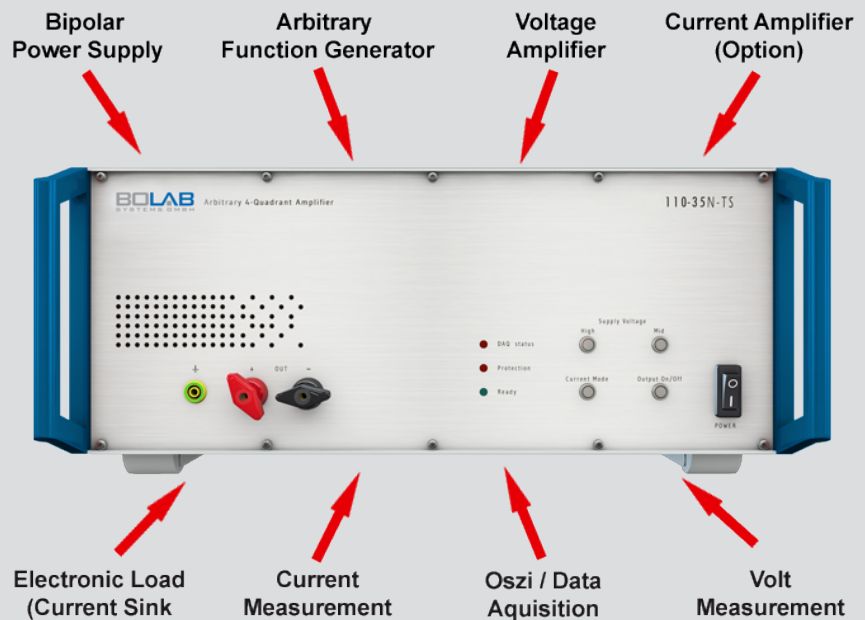 Bipolar
Power Supply
Arbitrary
Function Generator
Voltage
Amplifier
Current Amplifier
(Option)
BOLAB
SYSTEMS GMBH
Arbitrary 4-Quadrant Amplifier
110-35N-TS
Supply Voltage
High
Mid
DAQ status
Protection
Ready
Current Mode
Output On/Off
+
OUT
-
O
I
POWER
Electronic Load
(Current Sink
Current
Measurement
Oszi / Data
Aquisition
Volt
Measurement